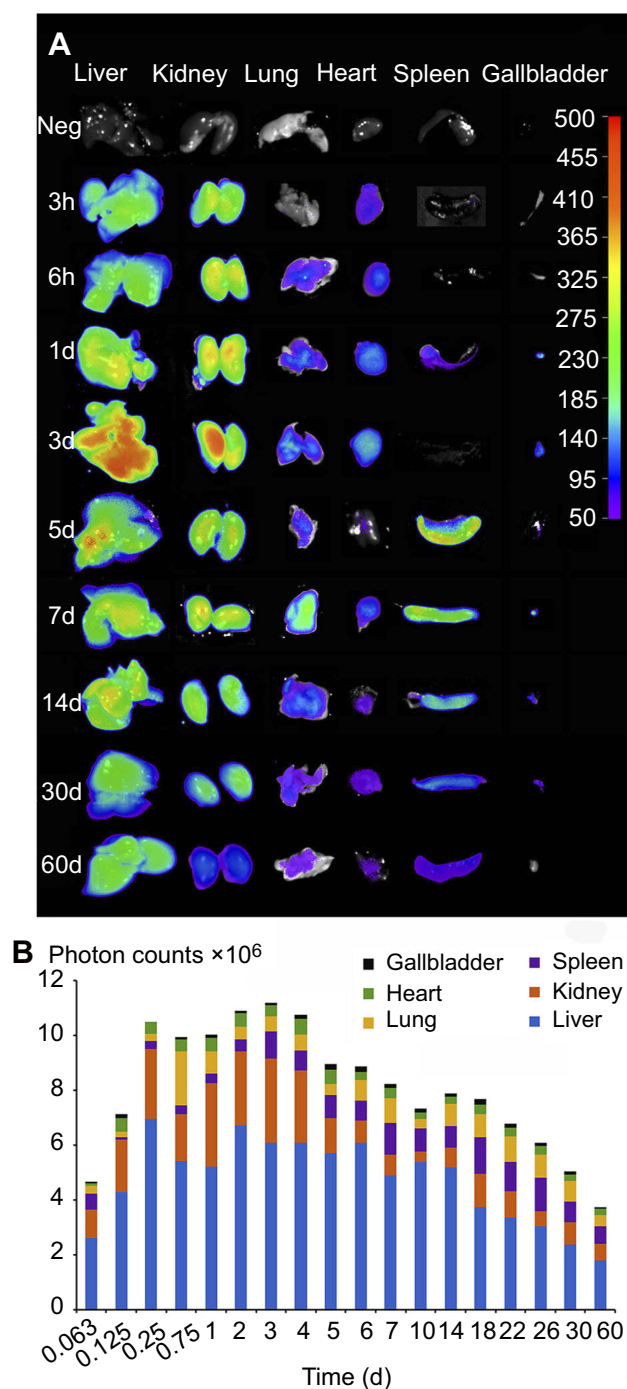 A
Liver Kidney Lung Heart Spleen Gallbladder
Neg
3h
6h
1d
3d
5d
7d
14d
30d
60d
500
455
410
365
325
275
230
185
140
95
50
B Photon counts ×10⁶
Gallbladder
Heart
Lung
Spleen
Kidney
Liver
12
10
8
6
4
2
0
0.063 0.125 0.25 0.75 1 2 3 4 5 6 7 10 14 18 22 26 30 60
Time (d)